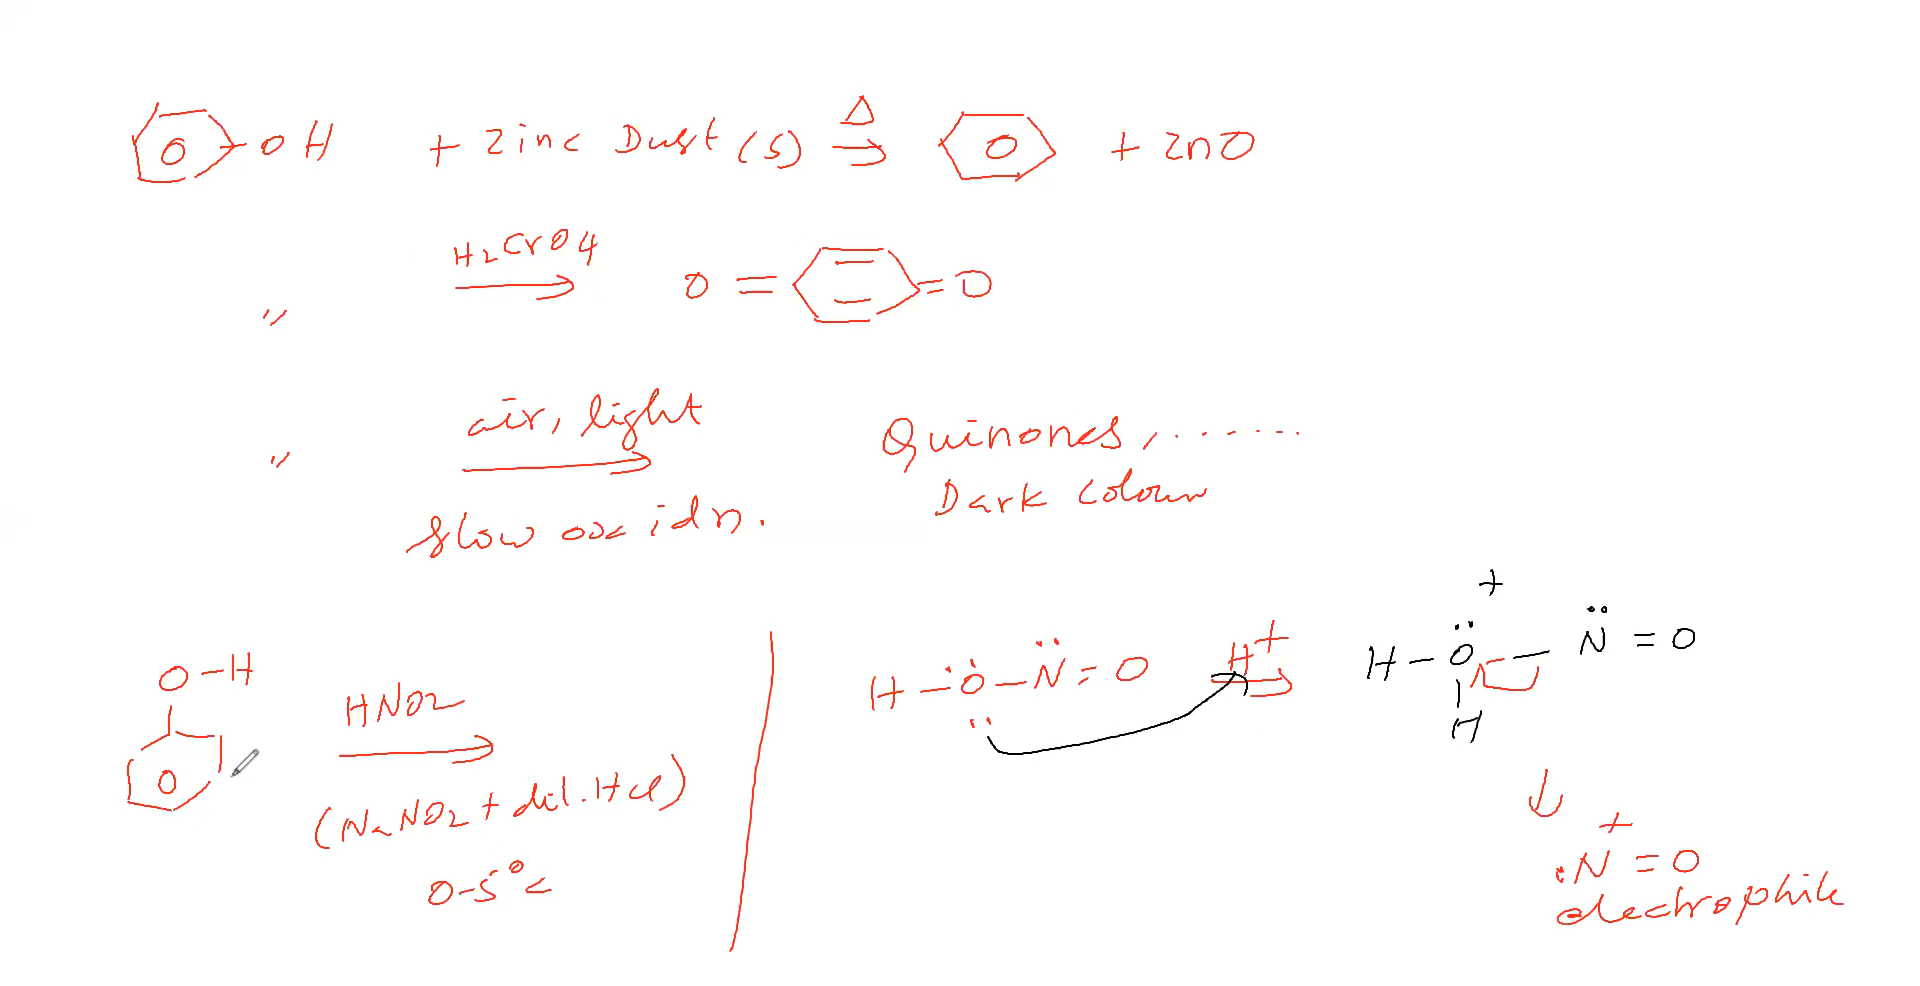 OH + Zinc Dust (s) Δ → + ZnO
" H2CrO4 → O = = O
" air, light → Quinones, .......
slow oxidn. Dark colour
O-H
HNO2 →
(NaNO2 + dil. HCl)
0-5°C
H - O - N = O H+ → H - O - N = O
+
H
↓
+
:N = O
electrophile